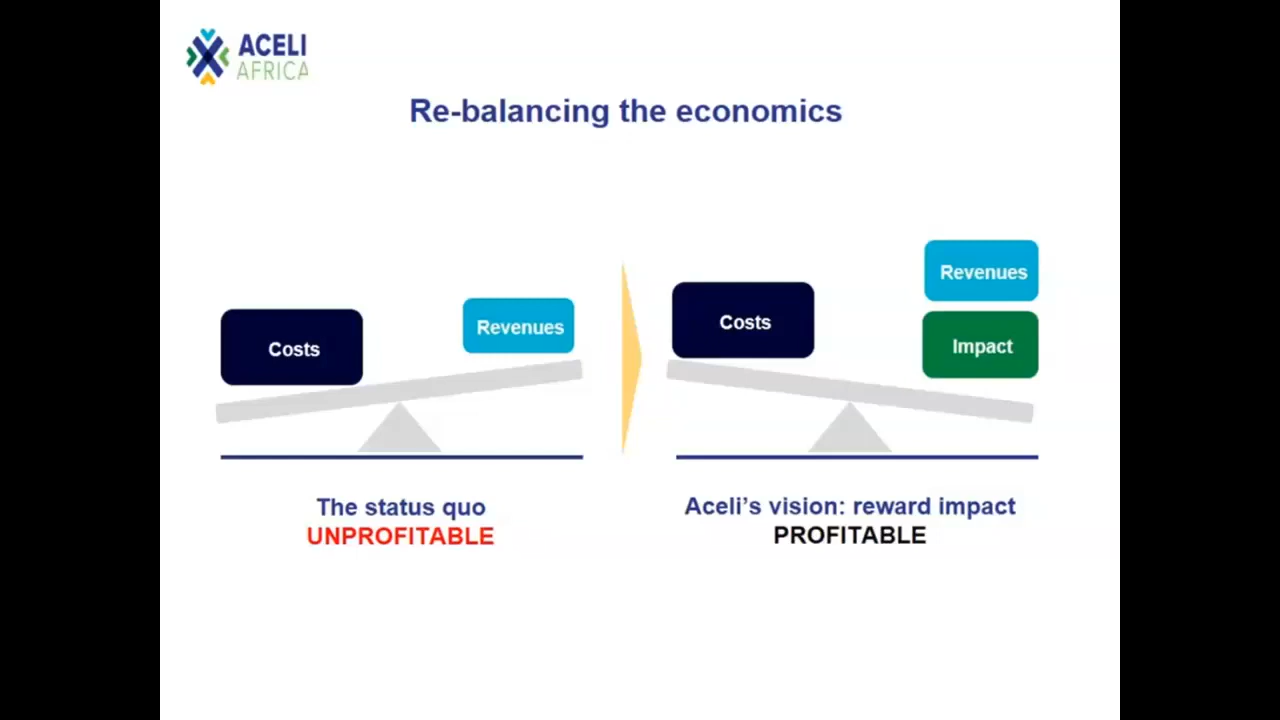 ACELI
AFRICA
Re-balancing the economics
Costs
Revenues
The status quo
UNPROFITABLE
Revenues
Costs
Impact
Aceli’s vision: reward impact
PROFITABLE